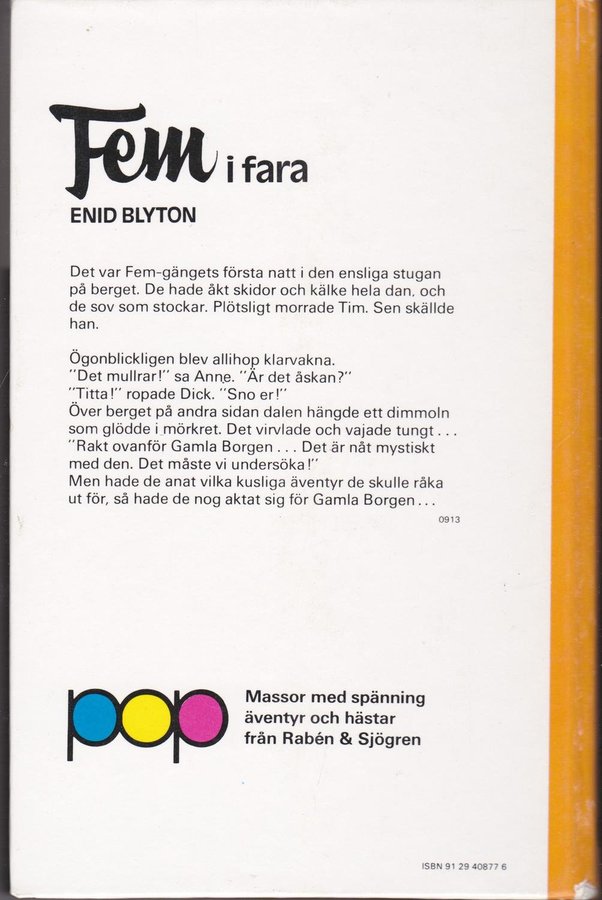 Fem i fara
ENID BLYTON
Det var Fem-gängets första natt i den ensliga stugan
på berget. De hade åkt skidor och kälke hela dan, och
de sov som stockar. Plötsligt morrade Tim. Sen skällde
han.
Ögonblickligen blev allihop klarvakna.
"Det mullrar!" sa Anne. "Är det åskan?"
"Titta!" ropade Dick. "Sno er!"
Över berget på andra sidan dalen hängde ett dimmoln
som glödde i mörkret. Det virvlade och vajade tungt . . .
"Rakt ovanför Gamla Borgen . . . Det är nåt mystiskt
med den. Det måste vi undersöka!"
Men hade de anat vilka kusliga äventyr de skulle råka
ut för, så hade de nog aktat sig för Gamla Borgen . . .
0913
pop
Massor med spänning
äventyr och hästar
från Rabén & Sjögren
ISBN 91 29 40877 6